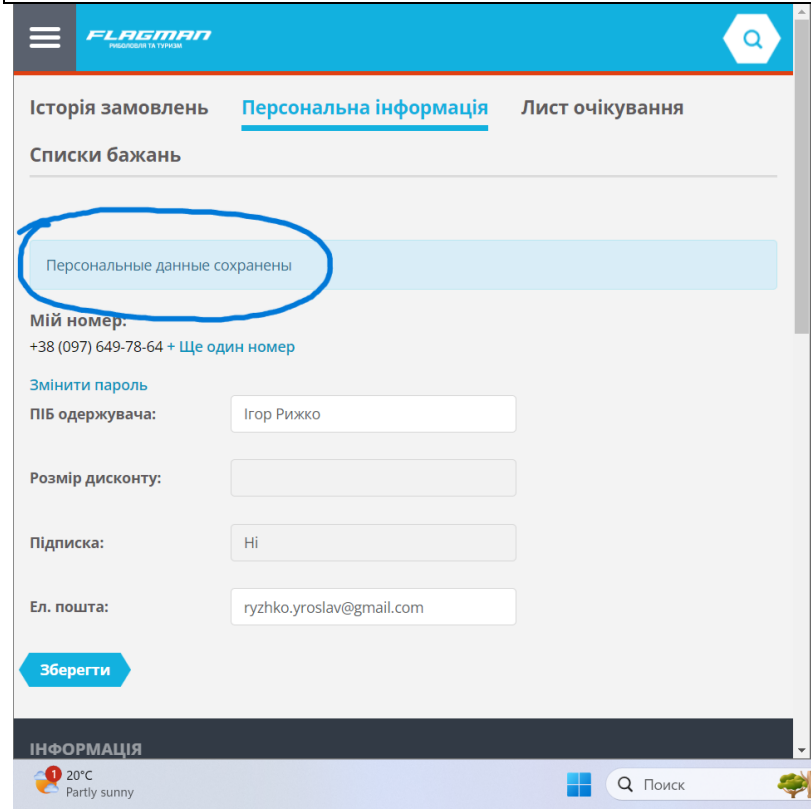 FLAGMAN
РИБОЛОВЛЯ ТА ТУРИЗМ
Історія замовлень Персональна інформація Лист очікування
Списки бажань
Персональные данные сохранены
Мій номер:
+38 (097) 649-78-64 + Ще один номер
Змінити пароль
ПІБ одержувача: Ігор Рижко
Розмір дисконту:
Підписка: Ні
Ел. пошта: ryzhko.yroslav@gmail.com
Зберегти
ІНФОРМАЦІЯ
1 20°C
Partly sunny
Поиск